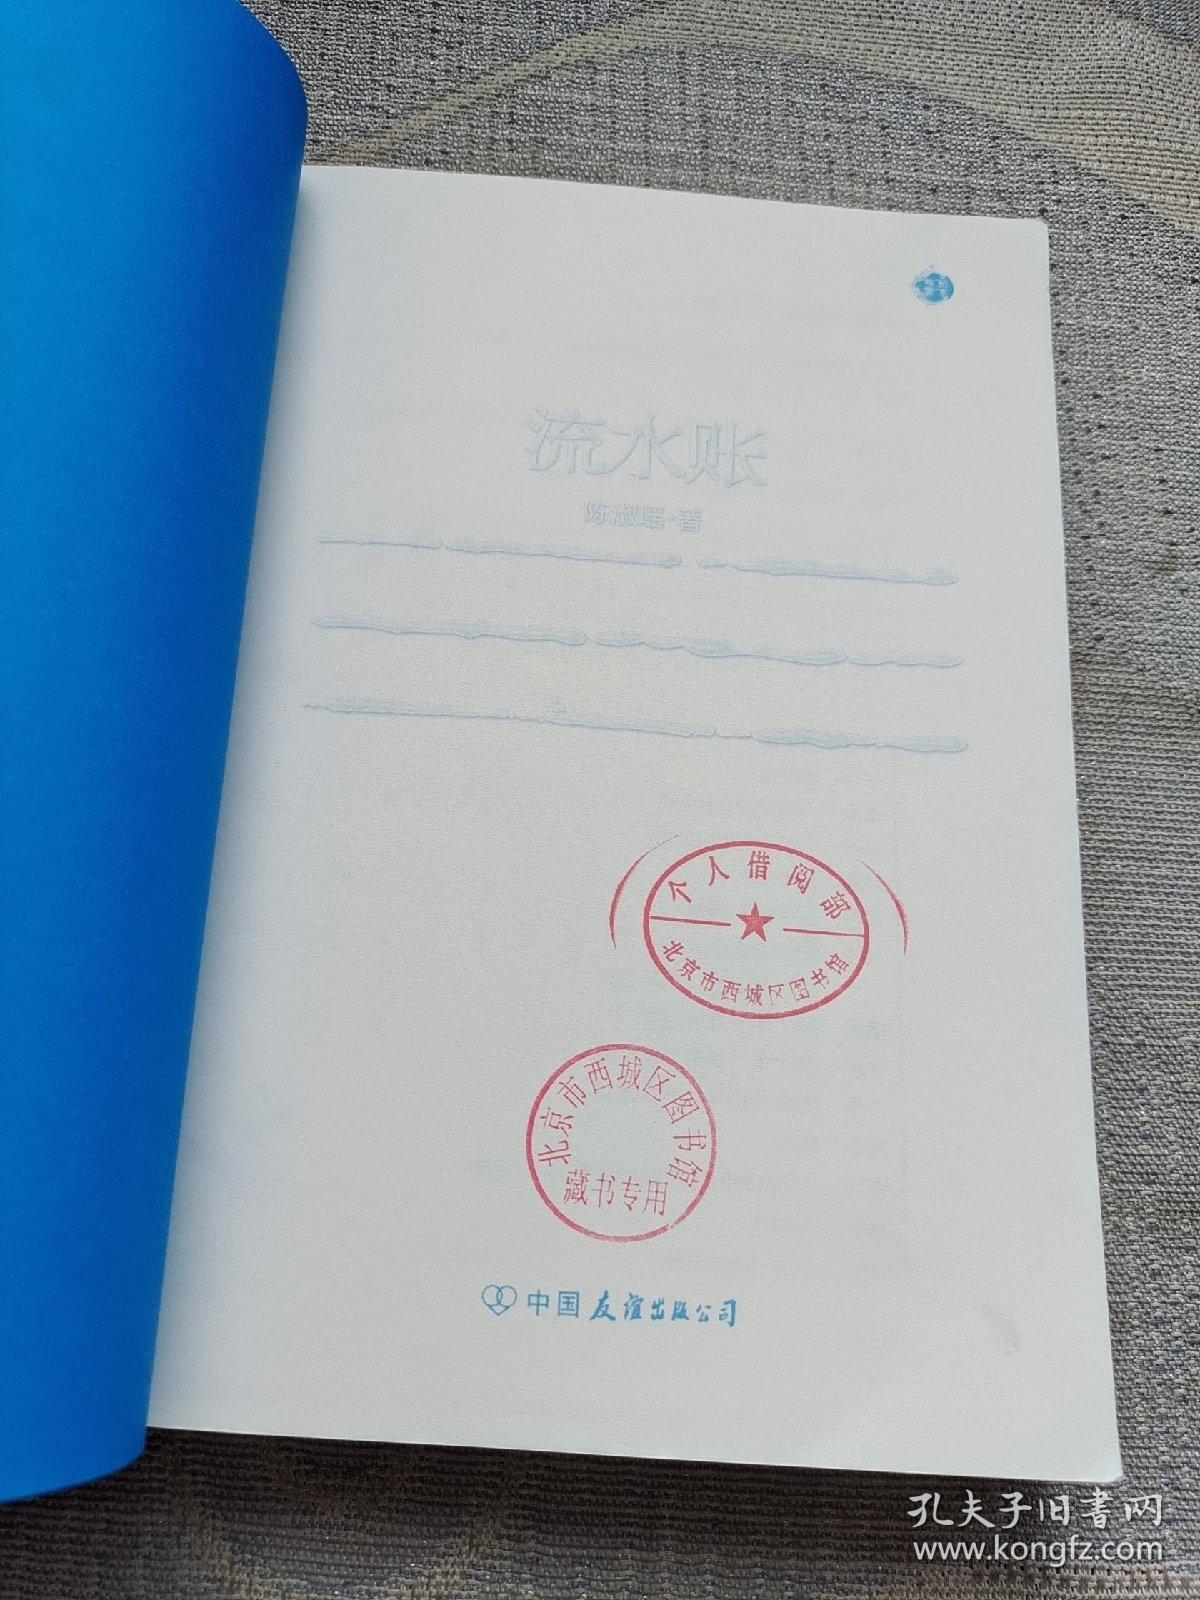 流水账
陈淑瑶·著
个人借阅部
北京市西城区图书馆
北京市西城区图书馆
藏书专用
中国友谊出版公司
孔夫子旧書网
www.kongfz.com